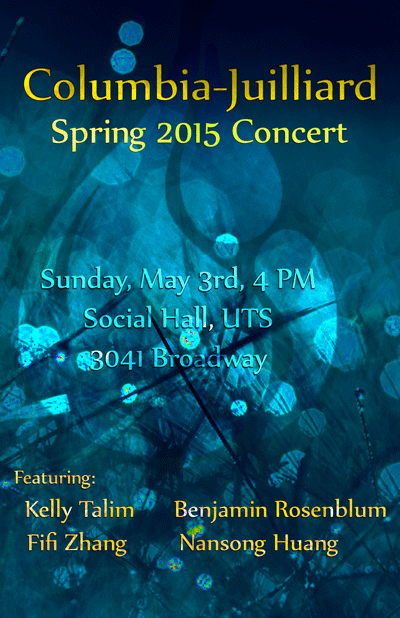 Columbia-Juilliard
Spring 2015 Concert
Sunday, May 3rd, 4 PM
Social Hall, UTS
3041 Broadway
Featuring:
Kelly Talim Benjamin Rosenblum
Fifi Zhang Nansong Huang